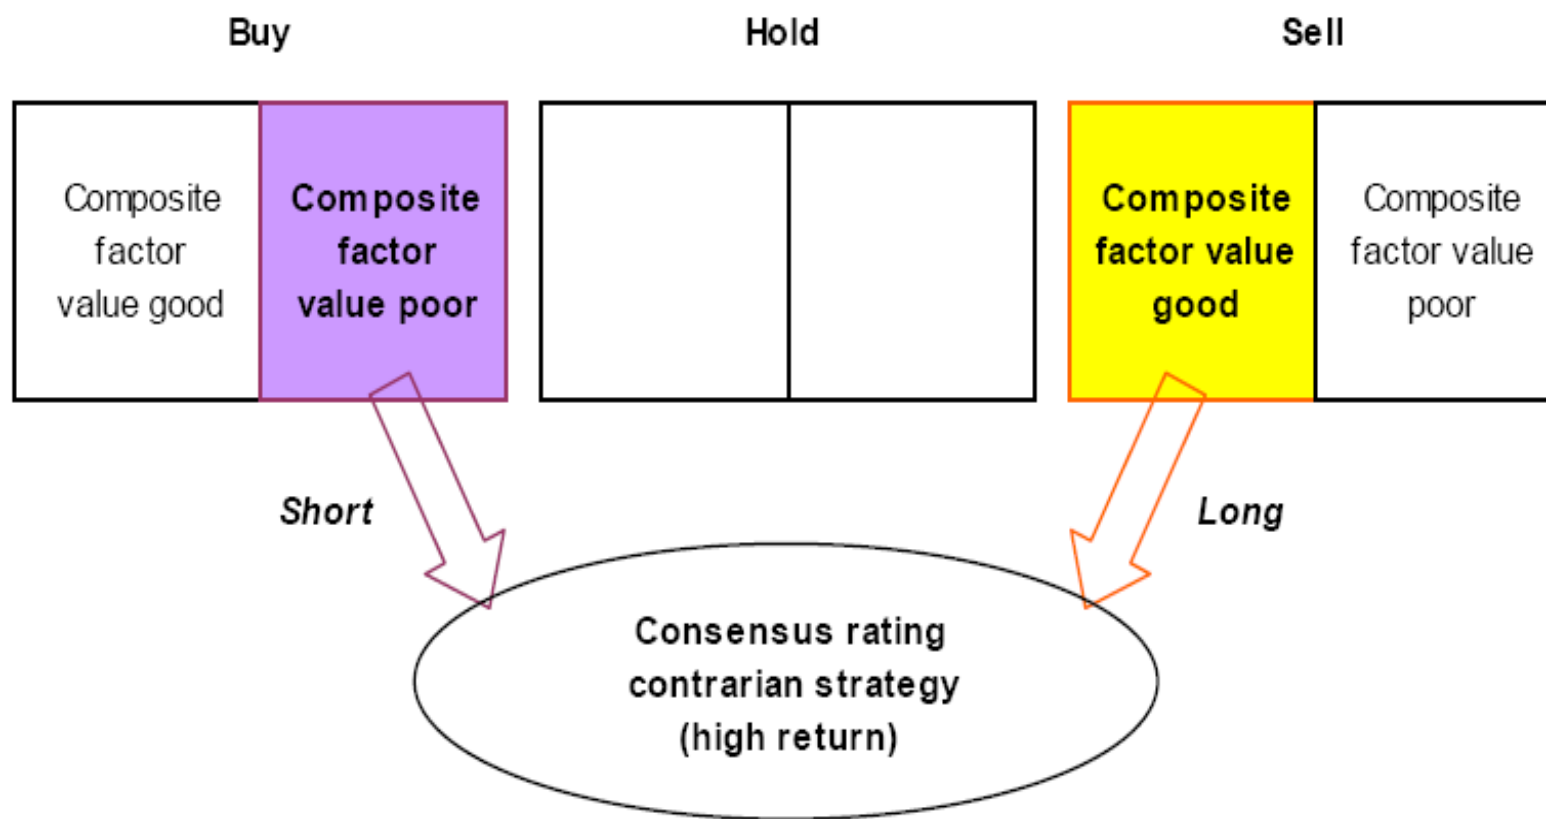 Buy
Hold
Sell
Composite
factor
value good
Composite
factor
value poor
Composite
factor value
good
Composite
factor value
poor
Short
Long
Consensus rating
contrarian strategy
(high return)